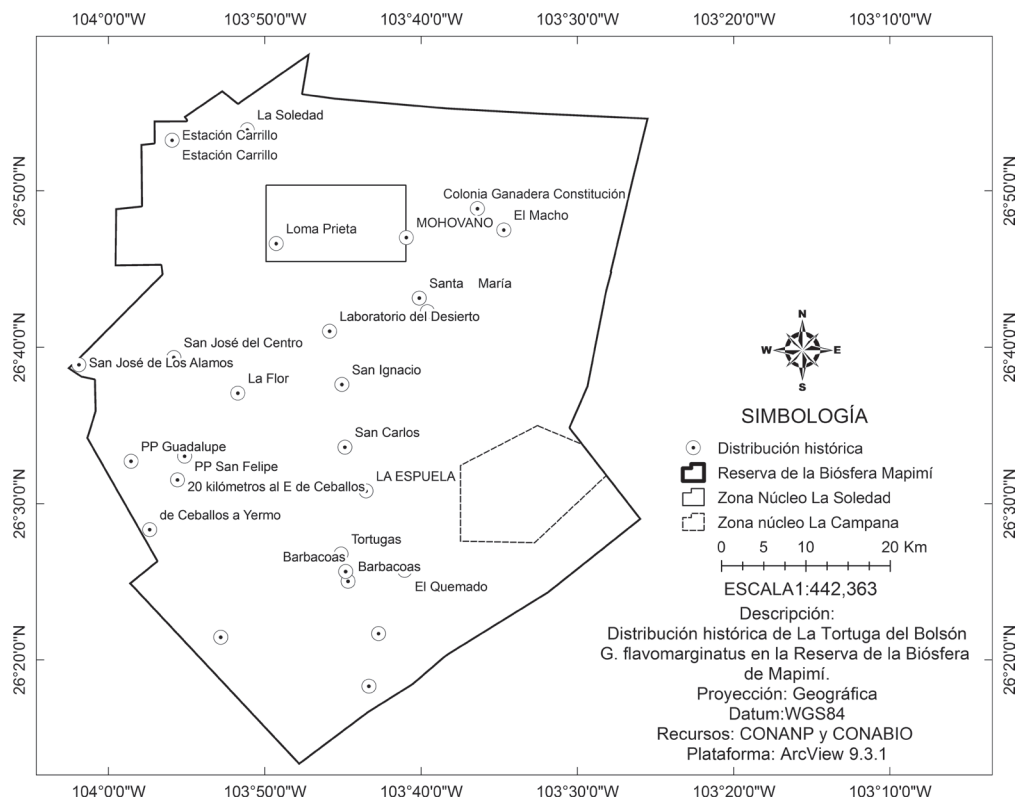 104°0'0"W 103°50'0"W 103°40'0"W 103°30'0"W 103°20'0"W 103°10'0"W
26°50'0"N
26°40'0"N
26°30'0"N
26°20'0"N
La Soledad
Estación Carrillo
Estación Carrillo
Colonia Ganadera Constitución
El Macho
MOHOVANO
Loma Prieta
Santa María
Laboratorio del Desierto
San José del Centro
San José de Los Alamos
San Ignacio
La Flor
San Carlos
PP Guadalupe
PP San Felipe
LA ESPUELA
20 kilómetros al E de Ceballos
de Ceballos a Yermo
Tortugas
Barbacoas
Barbacoas
El Quemado
N
W E
S
SIMBOLOGÍA
Distribución histórica
Reserva de la Biósfera Mapimí
Zona Núcleo La Soledad
Zona núcleo La Campana
0 5 10 20 Km
ESCALA1:442,363
Descripción:
Distribución histórica de La Tortuga del Bolsón
G. flavomarginatus en la Reserva de la Biósfera
de Mapimí.
Proyección: Geográfica
Datum:WGS84
Recursos: CONANP y CONABIO
Plataforma: ArcView 9.3.1
26°50'0"N
26°40'0"N
26°30'0"N
26°20'0"N
104°0'0"W 103°50'0"W 103°40'0"W 103°30'0"W 103°20'0"W 103°10'0"W